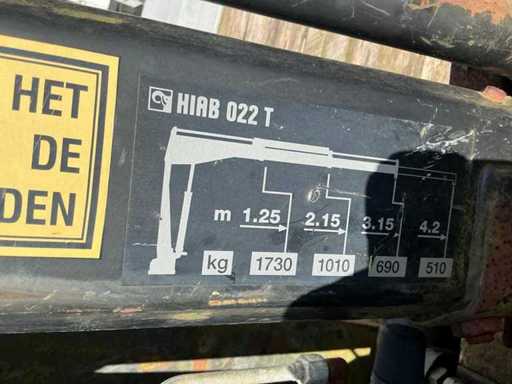 HET
DE
DEN
HIAB 022 T
m 1.25 2.15 3.15 4.2
kg 1730 1010 690 510